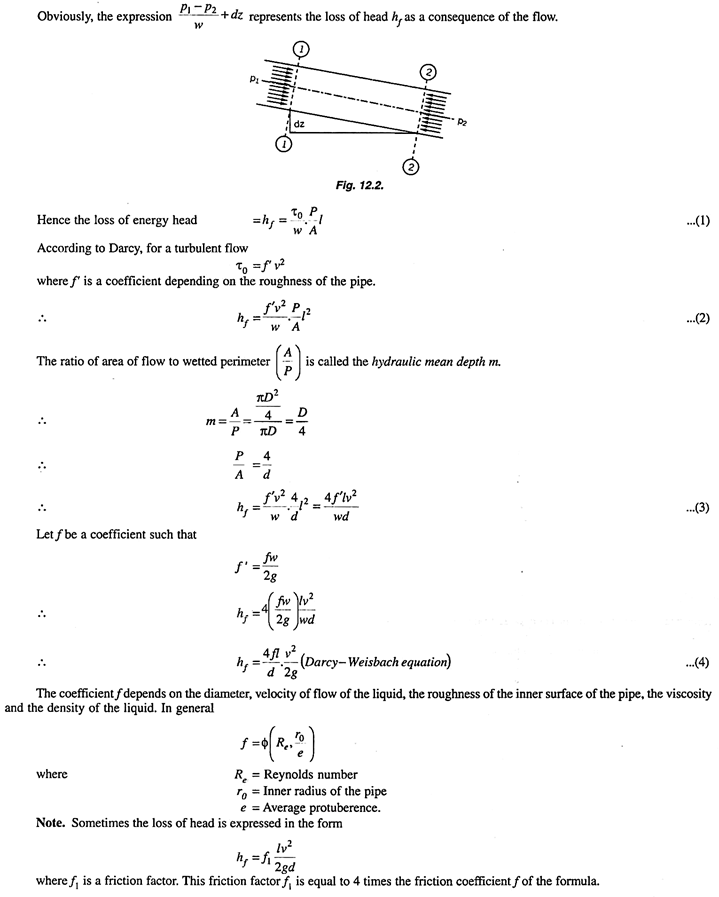 Obviously, the expression (p₁ − p₂)/w + dz represents the loss of head h_f as a consequence of the flow.
1
2
p₁
p₂
dz
1
2
Fig. 12.2.
Hence the loss of energy head = h_f = τ₀/w . P/A l ...(1)
According to Darcy, for a turbulent flow
τ₀ = f' v²
where f' is a coefficient depending on the roughness of the pipe.
∴ h_f = f'v²/w . P/A l² ...(2)
The ratio of area of flow to wetted perimeter (A/P) is called the hydraulic mean depth m.
∴ m = A/P = (πD²/4)/πD = D/4
∴ P/A = 4/d
∴ h_f = f'v²/w . 4/d l² = 4f'lv²/wd ...(3)
Let f be a coefficient such that
f ' = fw/2g
∴ h_f = 4(fw/2g) lv²/wd
∴ h_f = 4fl/d . v²/2g (Darcy–Weisbach equation) ...(4)
The coefficient f depends on the diameter, velocity of flow of the liquid, the roughness of the inner surface of the pipe, the viscosity
and the density of the liquid. In general
f = ϕ(R_e, r₀/e)
where R_e = Reynolds number
r₀ = Inner radius of the pipe
e = Average protuberence.
Note. Sometimes the loss of head is expressed in the form
h_f = f₁ lv²/2gd
where f₁ is a friction factor. This friction factor f₁ is equal to 4 times the friction coefficient f of the formula.